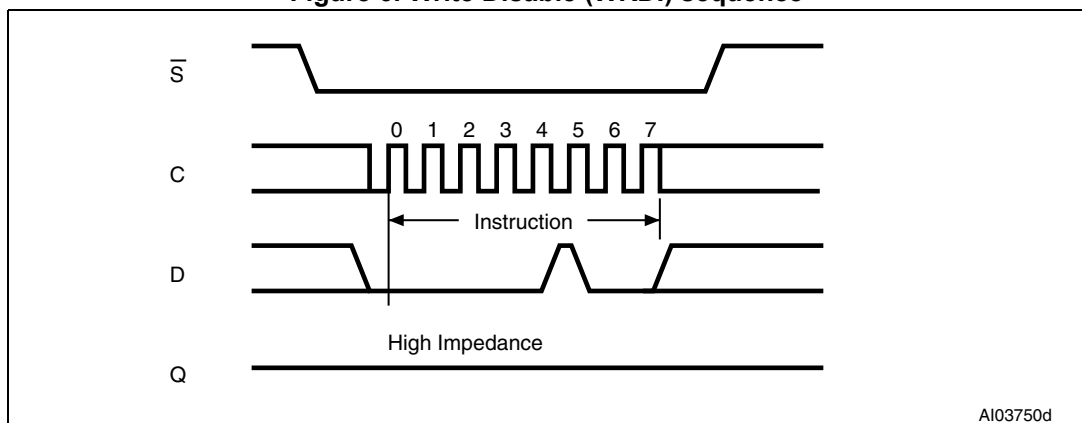 Figure 6. Write Disable (WRDI) sequence
S̅
0 1 2 3 4 5 6 7
C
Instruction
D
High Impedance
Q
AI03750d